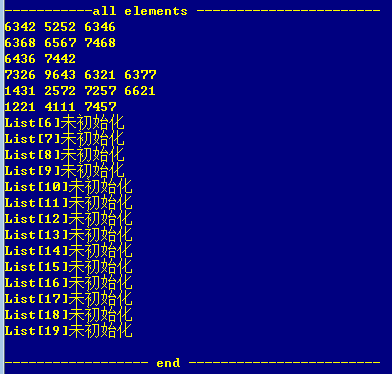 -----------all elements -----------------------
6342 5252 6346
6368 6567 7468
6436 7442
7326 9643 6321 6377
1431 2572 7257 6621
1221 4111 7457
List[6]未初始化
List[7]未初始化
List[8]未初始化
List[9]未初始化
List[10]未初始化
List[11]未初始化
List[12]未初始化
List[13]未初始化
List[14]未初始化
List[15]未初始化
List[16]未初始化
List[17]未初始化
List[18]未初始化
List[19]未初始化
------------------ end ------------------------